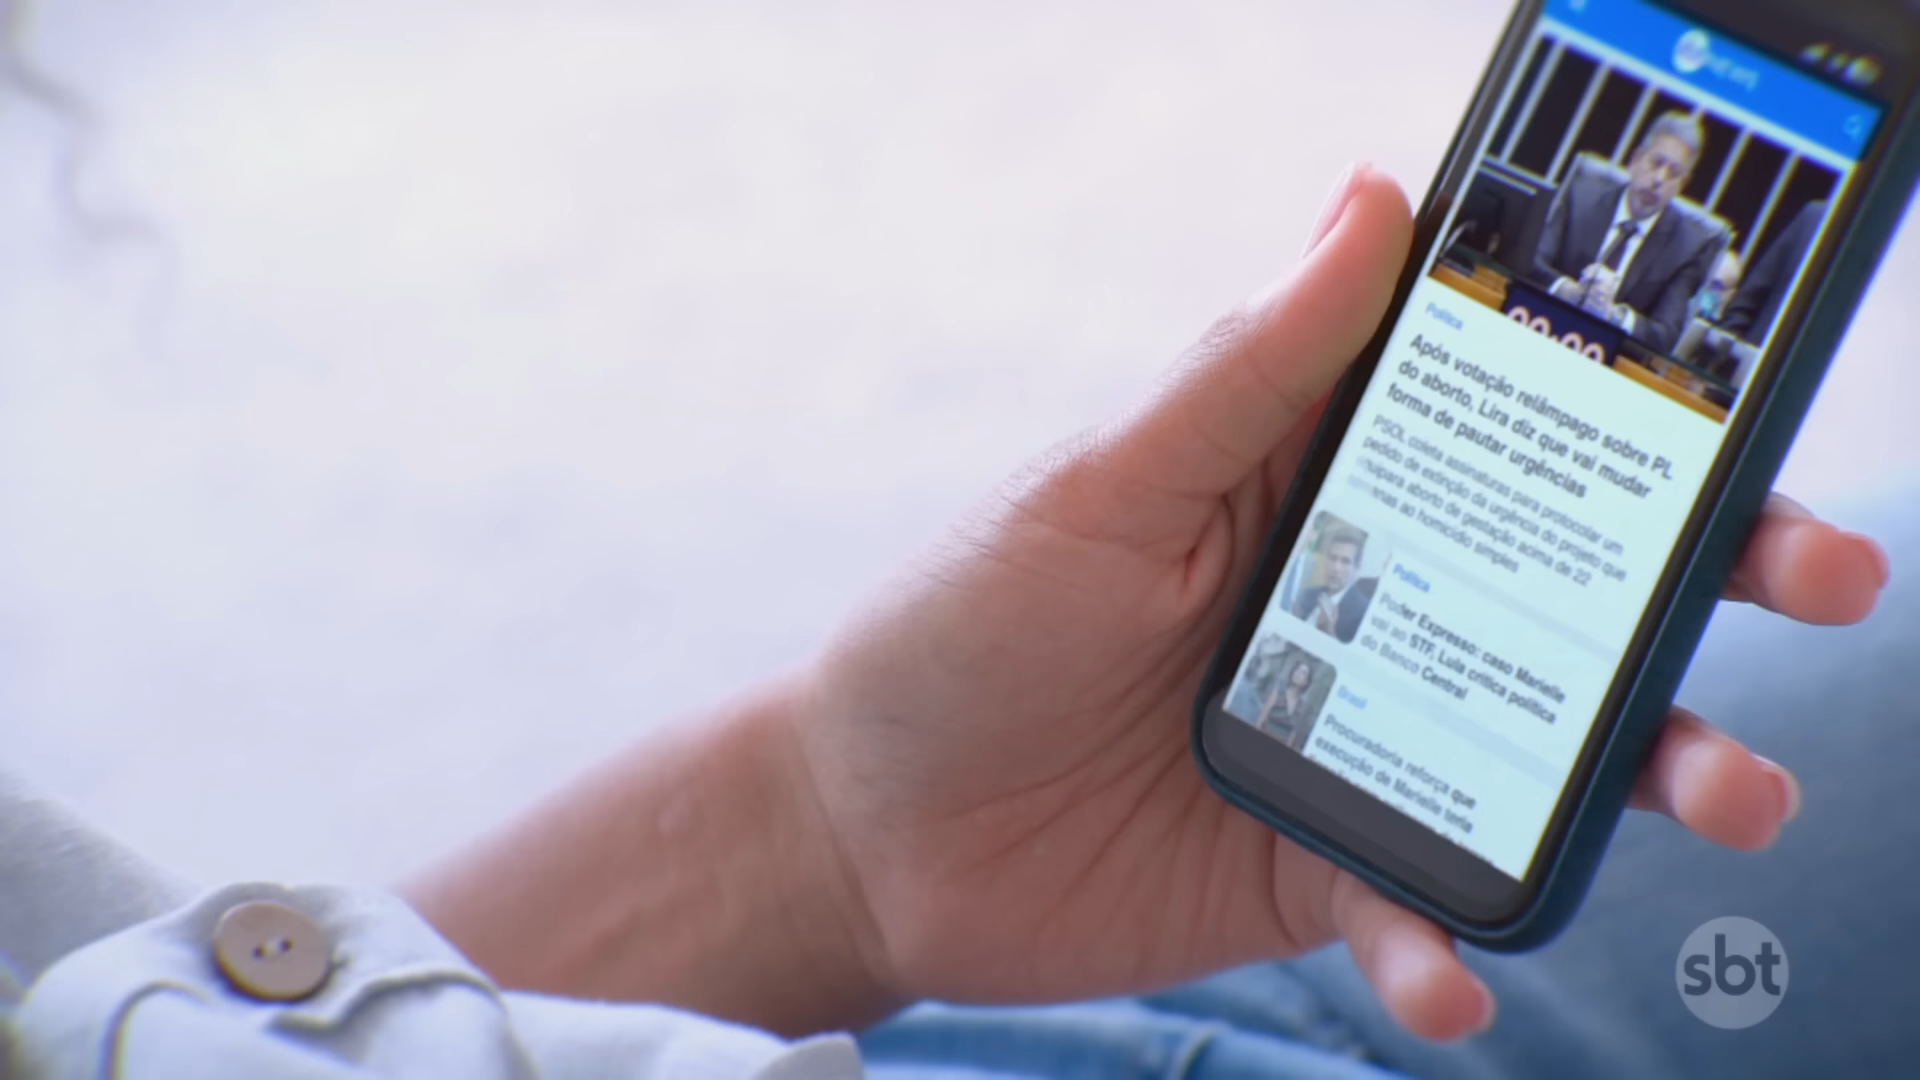 news
00:00
Política
Após votação relâmpago sobre PL
do aborto, Lira diz que vai mudar
forma de pautar urgências
PSOL coleta assinaturas para protocolar um
pedido de extinção da urgência do projeto que
equipara aborto de gestação acima de 22
semanas ao homicídio simples
Política
Poder Expresso: caso Marielle
vai ao STF, Lula critica política
do Banco Central
Brasil
Procuradoria reforça que
execução de Marielle teria
sbt